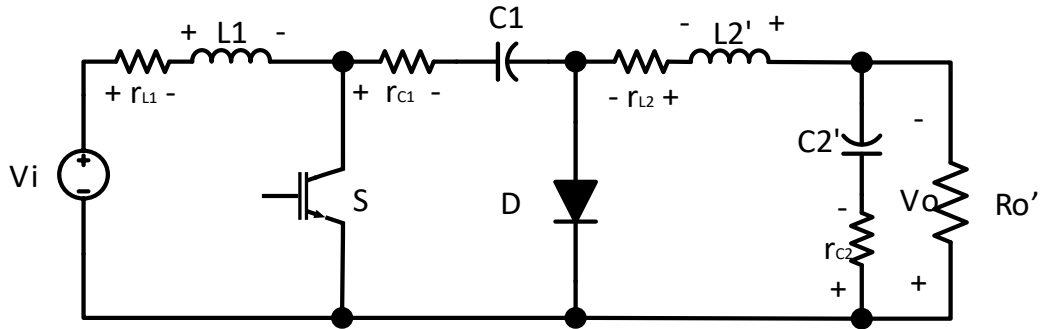 C1
+ L1 -
- L2' +
+ rL1 -
+ rC1 -
- rL2 +
-
C2'
Vi
+
-
S
D
-
Vo
Ro’
rC2
+
+